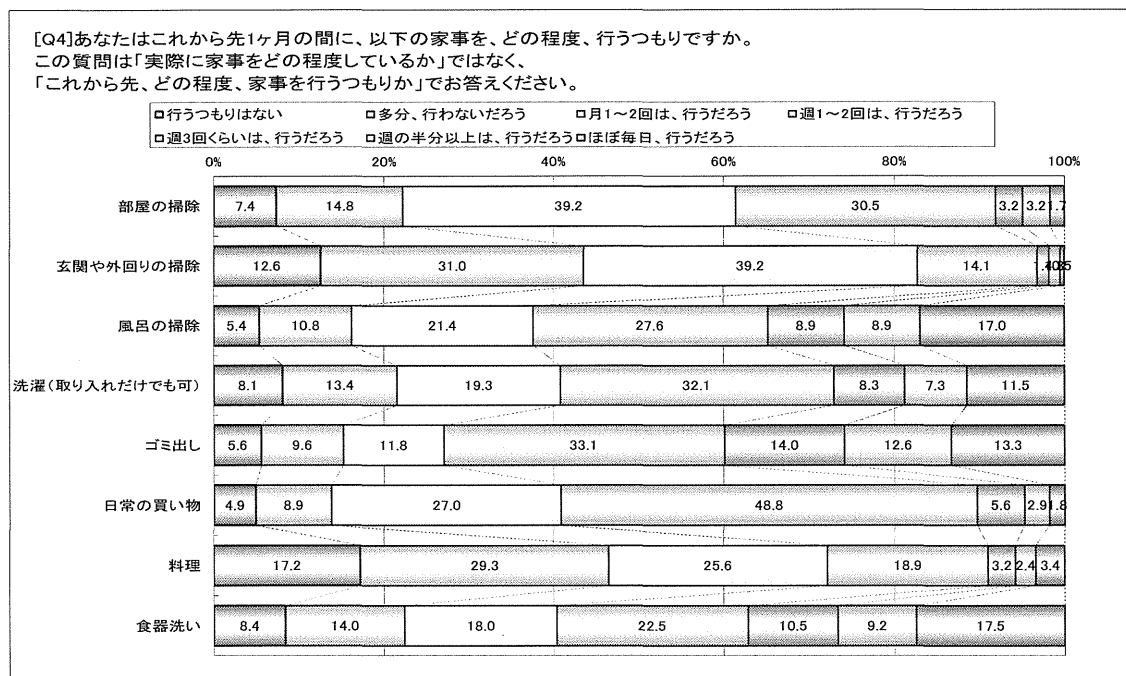 [Q4]あなたはこれから先1ヶ月の間に、以下の家事を、どの程度、行うつもりですか。
この質問は「実際に家事をどの程度しているか」ではなく、
「これから先、どの程度、家事を行うつもりか」でお答えください。
行うつもりはない 多分、行わないだろう 月1～2回は、行うだろう 週1～2回は、行うだろう
週3回くらいは、行うだろう 週の半分以上は、行うだろう ほぼ毎日、行うだろう
0% 20% 40% 60% 80% 100%
部屋の掃除 7.4 14.8 39.2 30.5 3.2 3.2 1.7
玄関や外回りの掃除 12.6 31.0 39.2 14.1
風呂の掃除 5.4 10.8 21.4 27.6 8.9 8.9 17.0
洗濯(取り入れだけでも可) 8.1 13.4 19.3 32.1 8.3 7.3 11.5
ゴミ出し 5.6 9.6 11.8 33.1 14.0 12.6 13.3
日常の買い物 4.9 8.9 27.0 48.8 5.6 2.9 1.8
料理 17.2 29.3 25.6 18.9 3.2 2.4 3.4
食器洗い 8.4 14.0 18.0 22.5 10.5 9.2 17.5